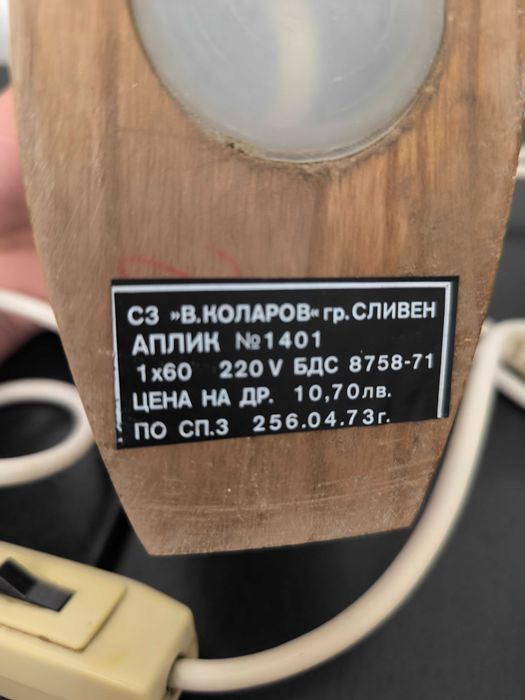 СЗ »В.КОЛАРОВ« гр.СЛИВЕН
АПЛИК №1401
1x60 220V БДС 8758-71
ЦЕНА НА ДР. 10,70лв.
ПО СП.3 256.04.73г.